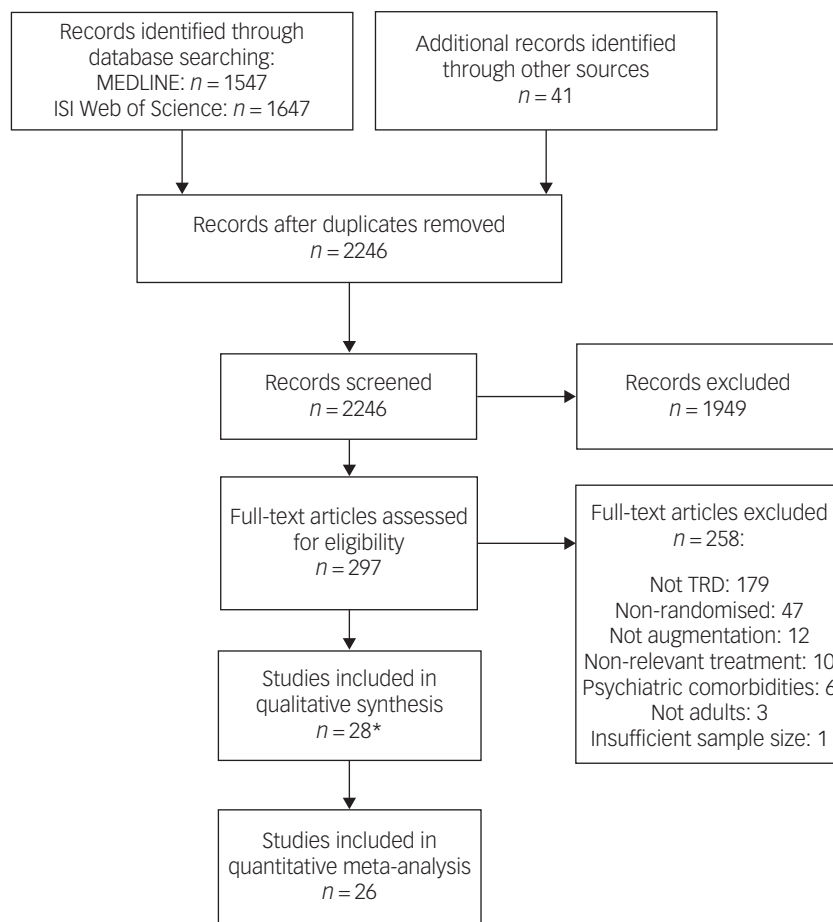 Records identified through
database searching:
MEDLINE: n = 1547
ISI Web of Science: n = 1647
Additional records identified
through other sources
n = 41
Records after duplicates removed
n = 2246
Records screened
n = 2246
Records excluded
n = 1949
Full-text articles assessed
for eligibility
n = 297
Full-text articles excluded
n = 258:
Not TRD: 179
Non-randomised: 47
Not augmentation: 12
Non-relevant treatment: 10
Psychiatric comorbidities: 6
Not adults: 3
Insufficient sample size: 1
Studies included in
qualitative synthesis
n = 28*
Studies included in
quantitative meta-analysis
n = 26